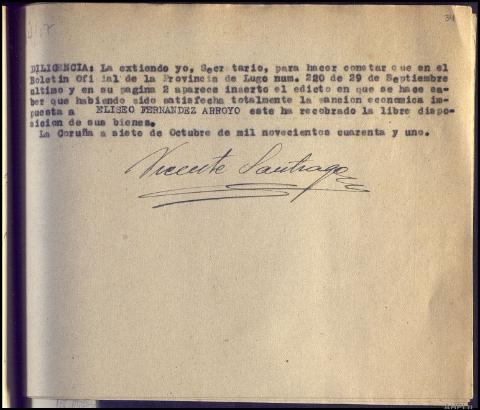 34
DILIGENCIA: La extiendo yo, Secretario, para hacer constar que en el
Boletin Oficial de la Provincia de Lugo num. 220 de 29 de Septiembre
ultimo y en su pagina 2 aparece inserto el edicto en que se hace sa-
ber que habiendo sido satisfecha totalmente la sancion economica im-
puesta a ELISEO FERNANDEZ ARROYO este ha recobrado la libre dispo-
sicion de sus bienes.
La Coruña a siete de Octubre de mil novecientos cuarenta y uno.
Vicente Santiago